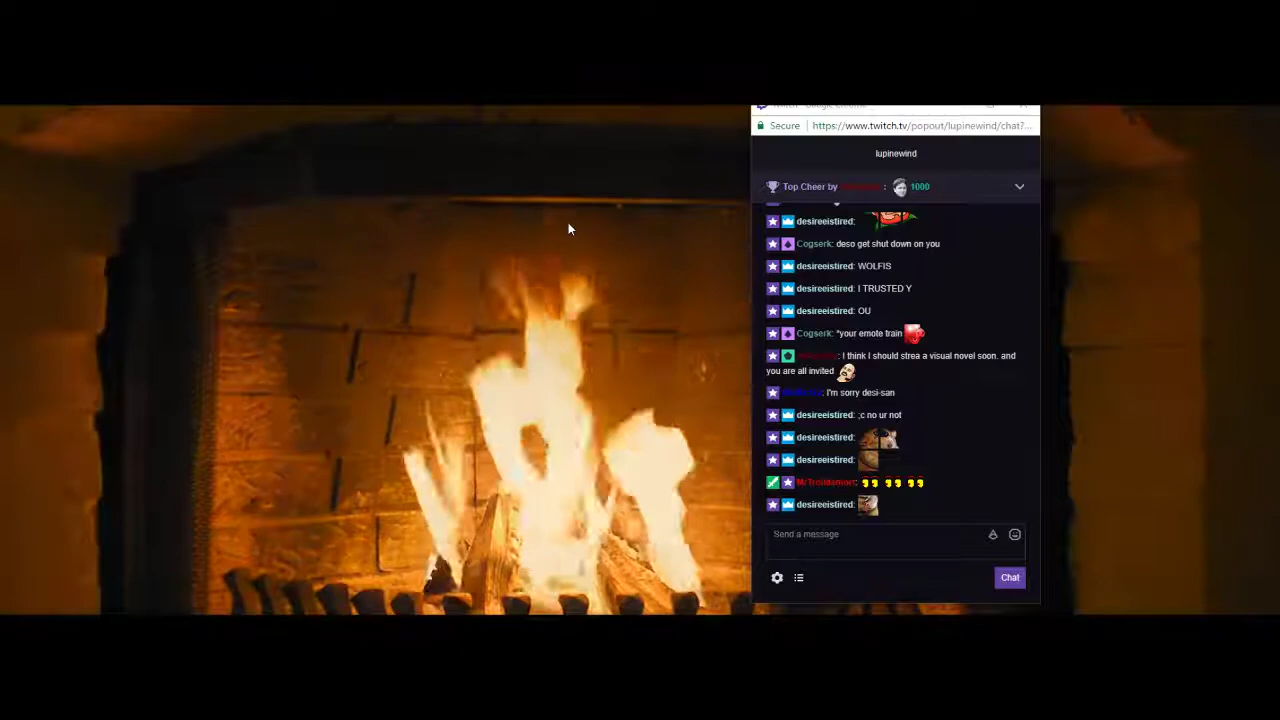 Secure | https://www.twitch.tv/popout/lupinewind/chat?...
lupinewind
Top Cheer by : 1000
desireeistired:
Cogserk: deso get shut down on you
desireeistired: WOLFIS
desireeistired: I TRUSTED Y
desireeistired: OU
Cogserk: *your emote train
: I think I should strea a visual novel soon. and
you are all invited
: I'm sorry desi-san
desireeistired: ;c no ur not
desireeistired:
desireeistired:
MrTrolldamort:
desireeistired:
Send a message
Chat